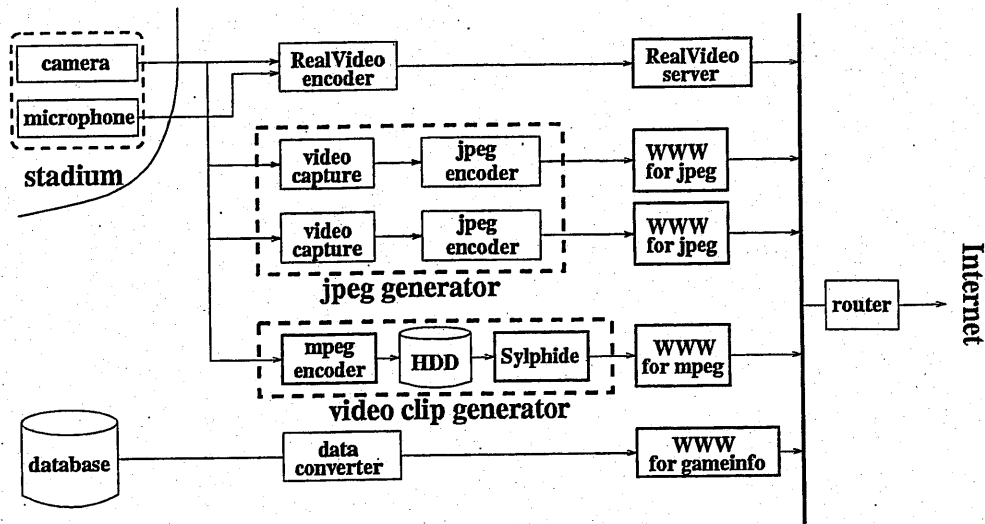 camera
microphone
stadium
RealVideo
encoder
RealVideo
server
video
capture
jpeg
encoder
WWW
for jpeg
video
capture
jpeg
encoder
WWW
for jpeg
jpeg generator
mpeg
encoder
HDD
Sylphide
WWW
for mpeg
video clip generator
database
data
converter
WWW
for gameinfo
router
Internet